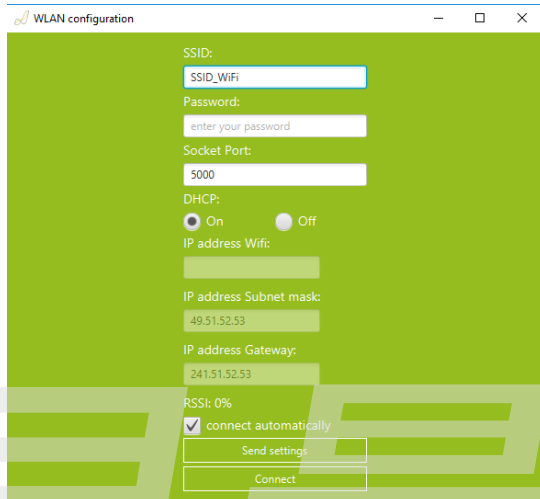 WLAN configuration
SSID:
SSID_WiFi
Password:
enter your password
Socket Port:
5000
DHCP:
On Off
IP address Wifi:
IP address Subnet mask:
49.51.52.53
IP address Gateway:
241.51.52.53
RSSI: 0%
connect automatically
Send settings
Connect